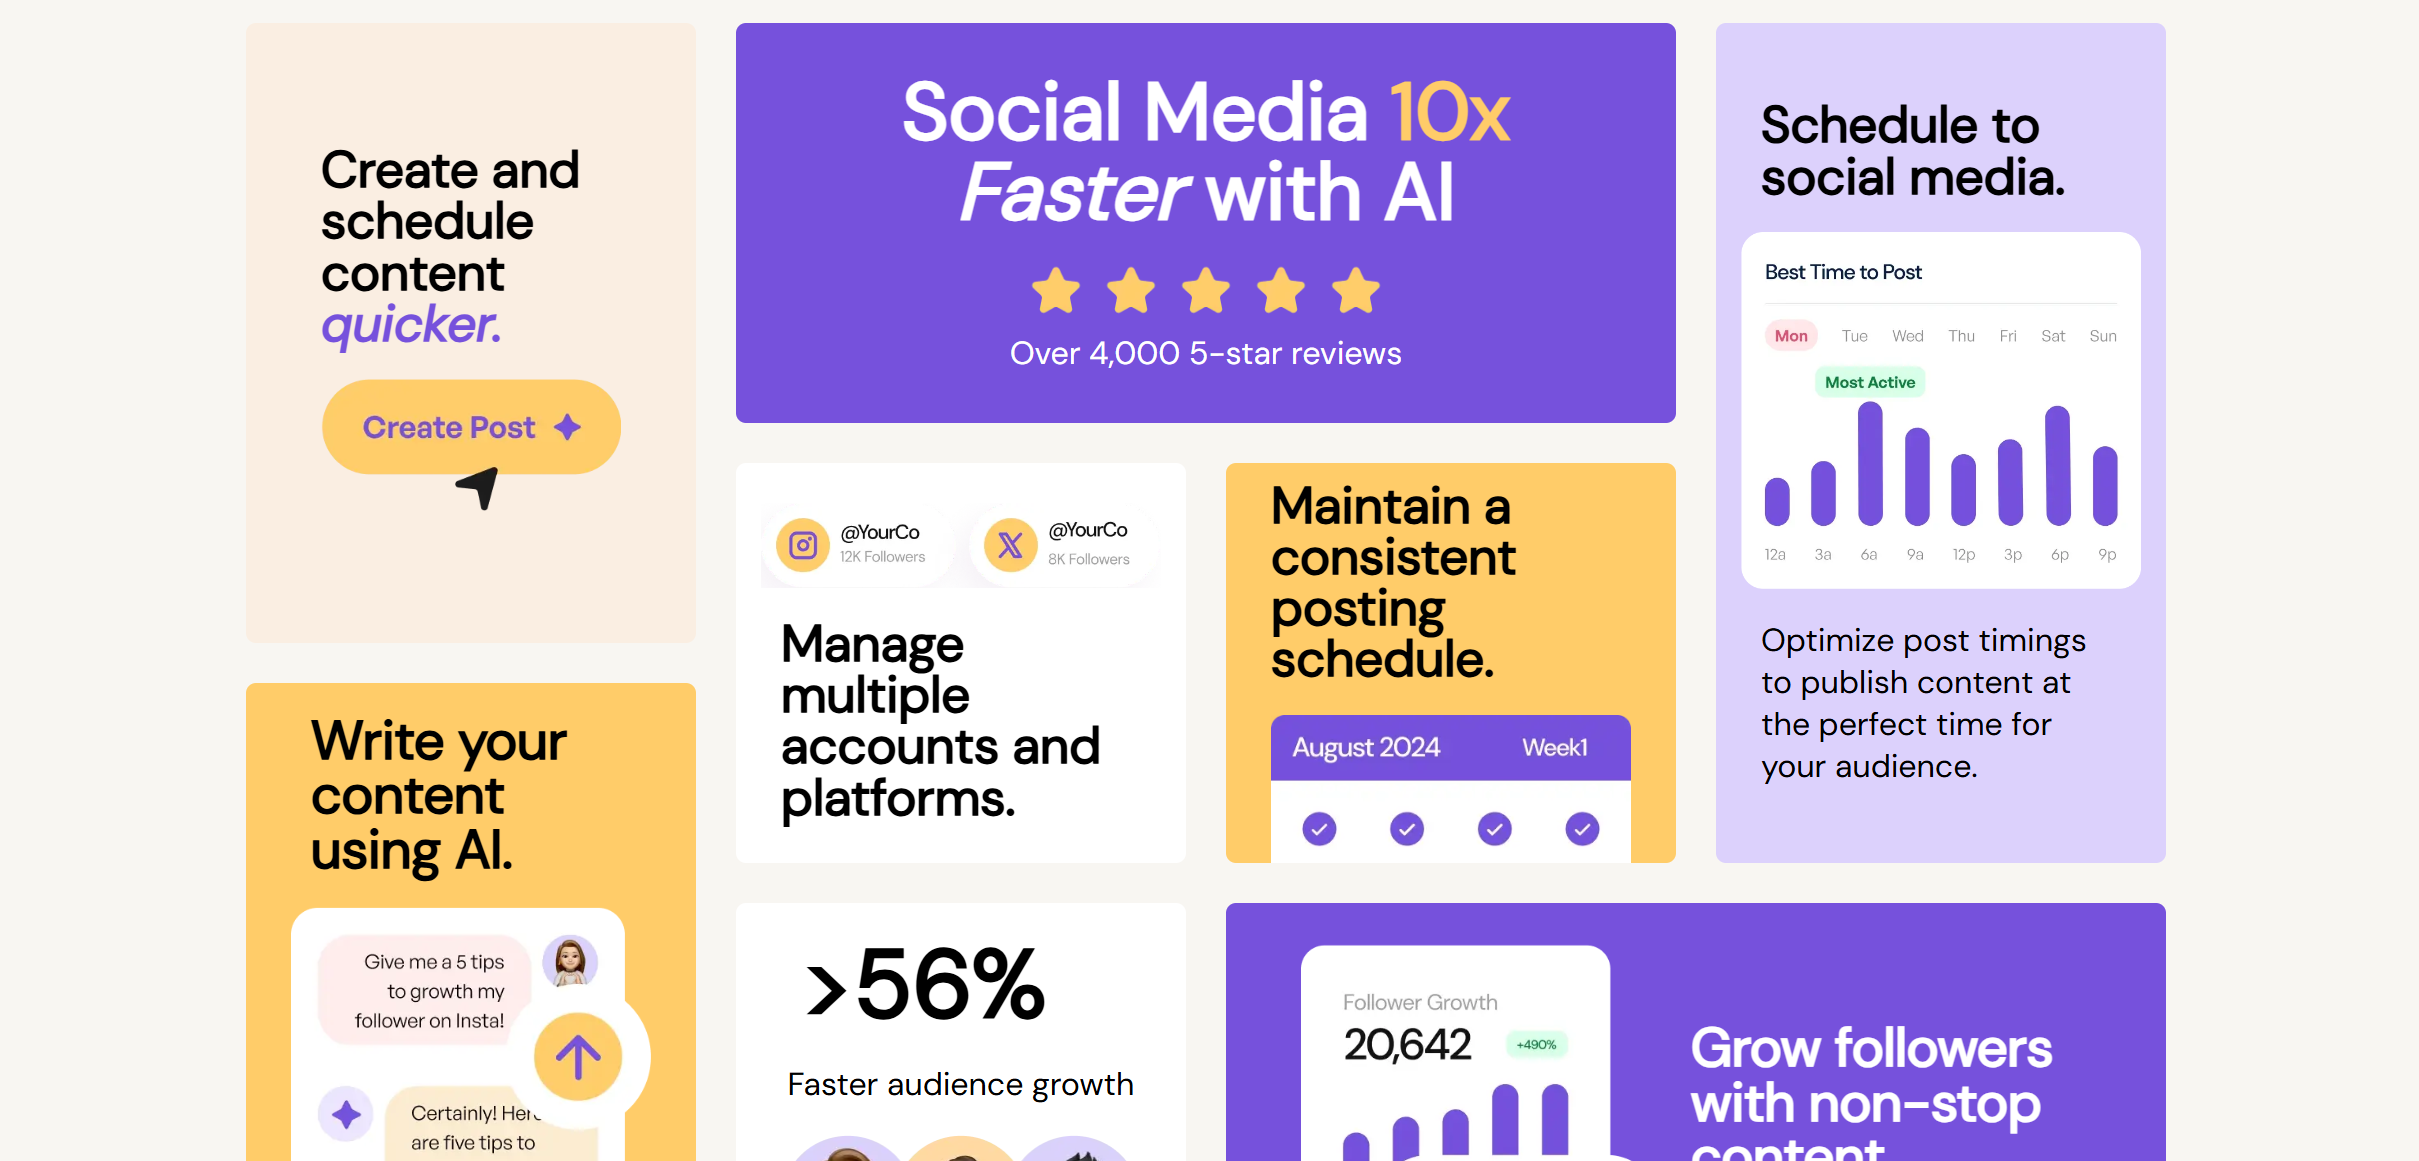 Create and
schedule
content
quicker.
Create Post
Social Media 10x
Faster with AI
Over 4,000 5-star reviews
Schedule to
social media.
Best Time to Post
Mon Tue Wed Thu Fri Sat Sun
Most Active
12a 3a 6a 9a 12p 3p 6p 9p
Optimize post timings
to publish content at
the perfect time for
your audience.
@YourCo
12K Followers
@YourCo
8K Followers
Manage
multiple
accounts and
platforms.
Maintain a
consistent
posting
schedule.
August 2024 Week1
Write your
content
using AI.
Give me a 5 tips
to growth my
follower on Insta!
Certainly! Here
are five tips to
>56%
Faster audience growth
Follower Growth
20,642
+490%
Grow followers
with non-stop
content